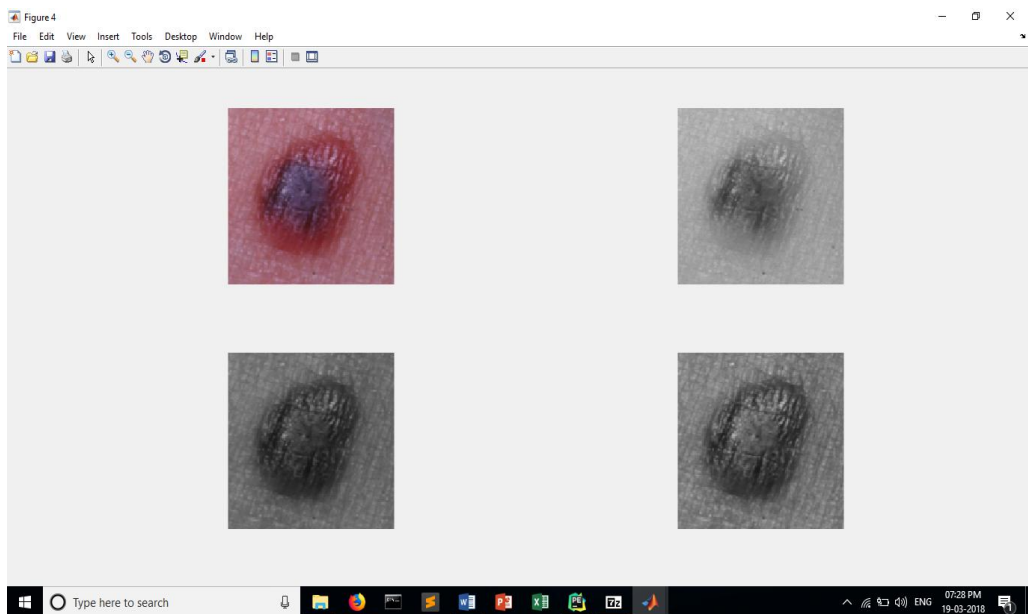 Figure 4
File Edit View Insert Tools Desktop Window Help
Type here to search
ENG
07:28 PM
19-03-2018